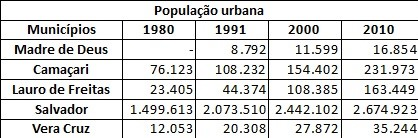 População urbana
Municípios 1980 1991 2000 2010
Madre de Deus - 8.792 11.599 16.854
Camaçari 76.123 108.232 154.402 231.973
Lauro de Freitas 23.405 44.374 108.385 163.449
Salvador 1.499.613 2.073.510 2.442.102 2.674.923
Vera Cruz 12.053 20.308 27.872 35.244